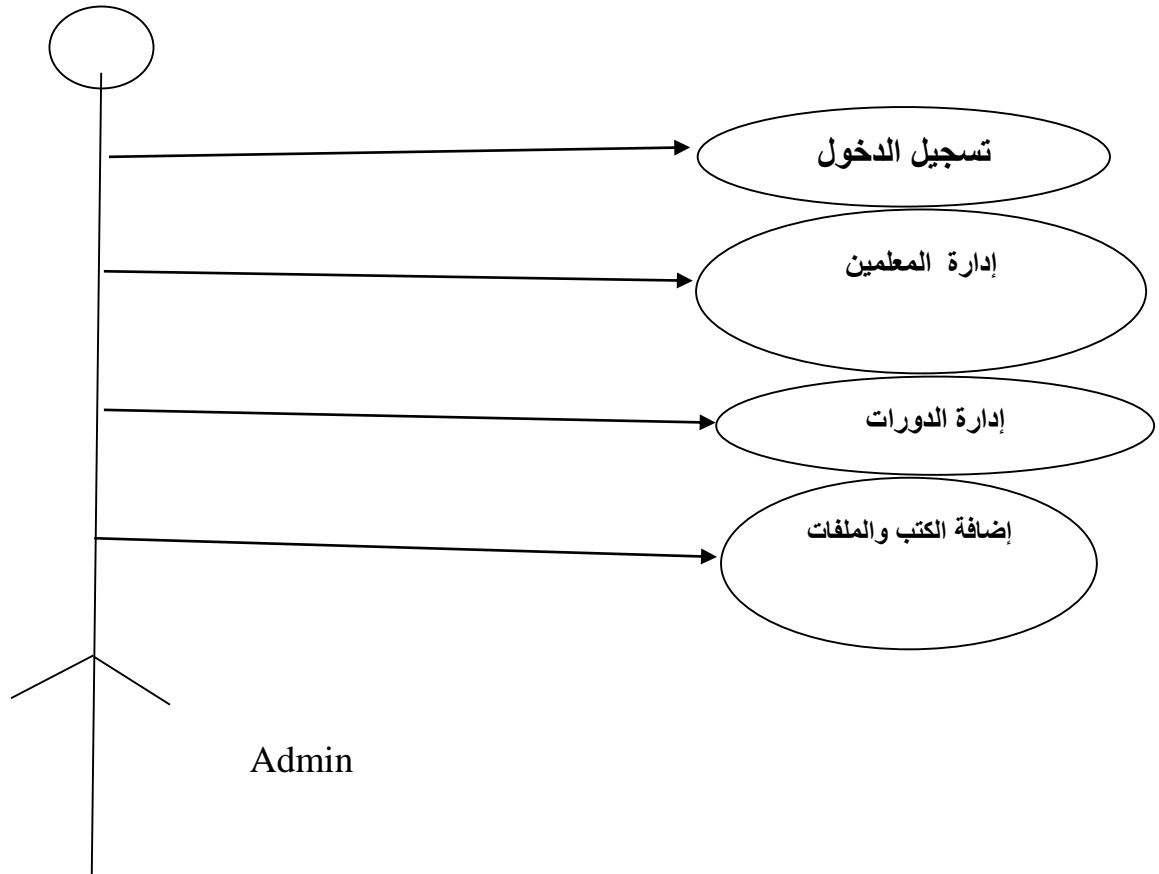 تسجيل الدخول
إدارة المعلمين
إدارة الدورات
إضافة الكتب والملفات
Admin